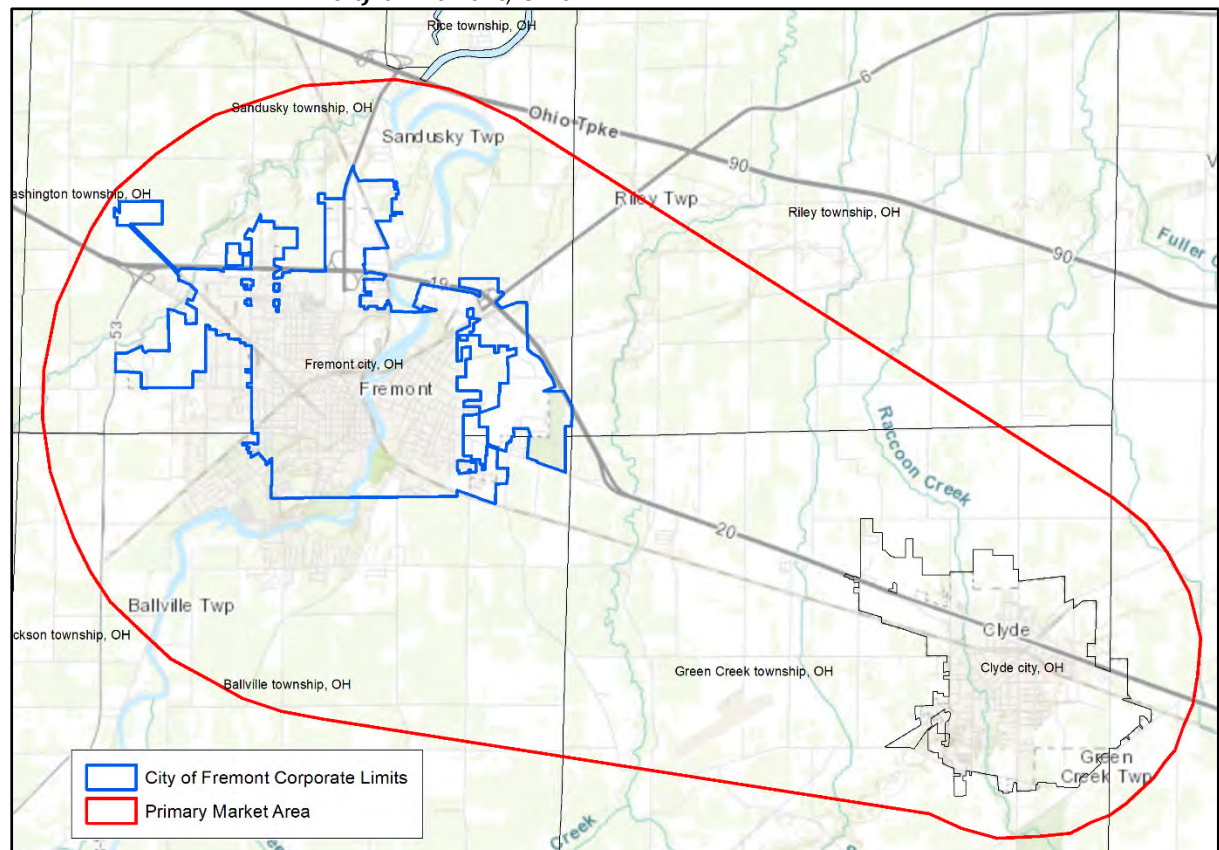 Rice township, OH
6
Sandusky township, OH
Ohio Tpke
Sandusky Twp
90
ashington township, OH
Riley Twp
Riley township, OH
Fuller
90
19
53
Fremont city, OH
Fremont
Raccoon Creek
20
Ballville Twp
Clyde
ckson township, OH
Green Creek township, OH
Clyde city, OH
Ballville township, OH
Green
Creek Twp
City of Fremont Corporate Limits
Primary Market Area
Creek